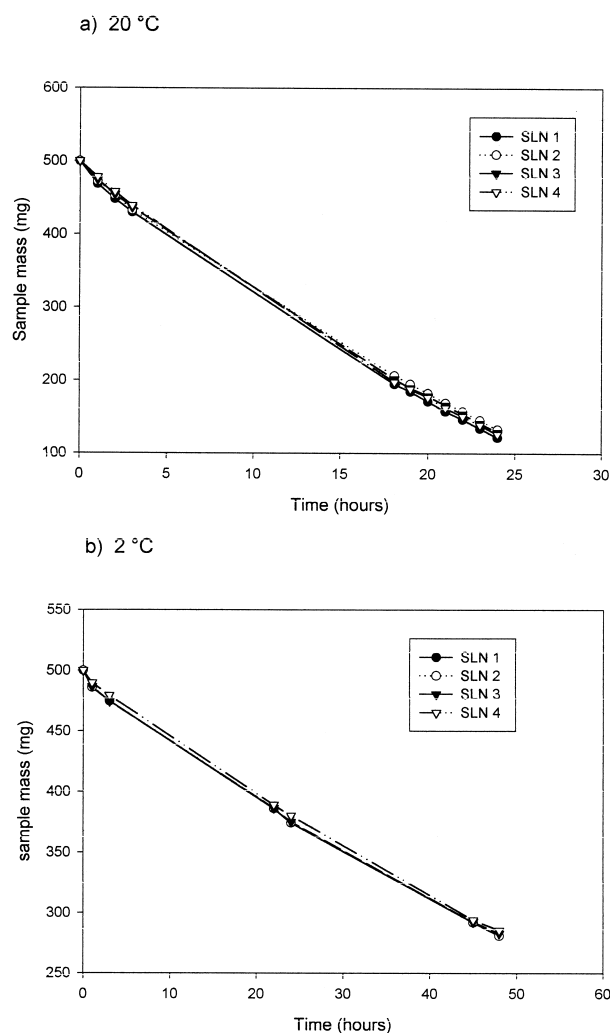 a) 20 °C
600
500
400
300
200
100
Sample mass (mg)
SLN 1
SLN 2
SLN 3
SLN 4
0 5 10 15 20 25 30
Time (hours)
b) 2 °C
550
500
450
400
350
300
250
sample mass (mg)
SLN 1
SLN 2
SLN 3
SLN 4
0 10 20 30 40 50 60
Time (hours)